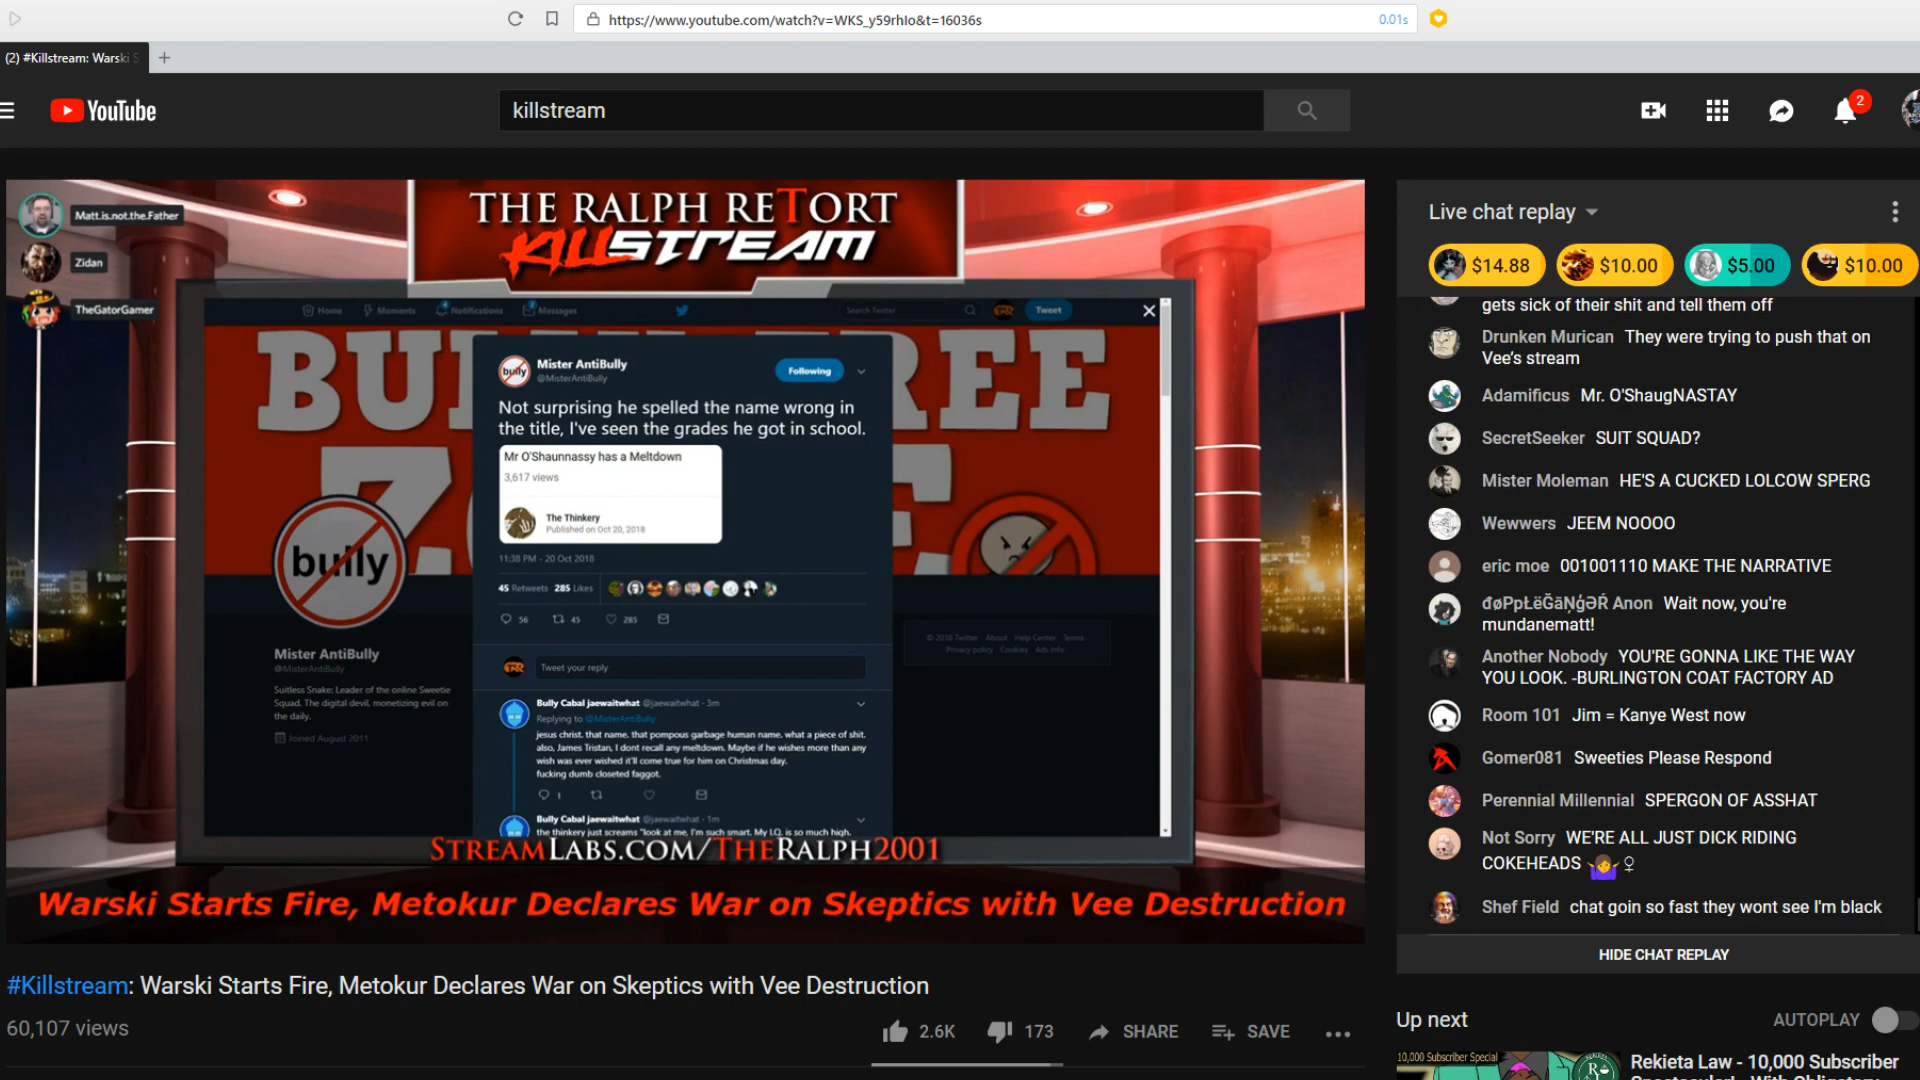 https://www.youtube.com/watch?v=WKS_y59rhIo&t=16036s
0.01s
(2) #Killstream: Warski S
YouTube
killstream
2
THE RALPH RETORT
KILLSTREAM
Matt.is.not.the.Father
Zidan
TheGatorGamer
Home
Moments
Notifications
Messages
Search Twitter
Tweet
BU
REE
Z
bully
Mister AntiBully
@MisterAntiBully
Following
Not surprising he spelled the name wrong in
the title, I've seen the grades he got in school.
Mr O'Shaunnassy has a Meltdown
3,617 views
The Thinkery
Published on Oct 20, 2018
11:38 PM - 20 Oct 2018
45 Retweets 285 Likes
56
45
285
Tweet your reply
bully
Mister AntiBully
@MisterAntiBully
Suitless Snake: Leader of the online Sweetie
Squad. The digital devil, monetizing evil on
the daily.
Joined August 2011
© 2018 Twitter About Help Center Terms
Privacy policy Cookies Ads info
Bully Cabal jaewaitwhat @jaewaitwhat · 3m
Replying to @MisterAntiBully
jesus christ. that name. that pompous garbage human name. what a piece of shit.
also, James Tristan, I dont recall any meltdown. Maybe if he wishes more than any
wish was ever wished it'll come true for him on Christmas day.
fucking dumb closeted faggot.
1
Bully Cabal jaewaitwhat @jaewaitwhat · 1m
the thinkery just screams "look at me, I'm such smart. My I.Q. is so much high.
STREAMLABS.COM/THERALPH2001
Warski Starts Fire, Metokur Declares War on Skeptics with Vee Destruction
#Killstream: Warski Starts Fire, Metokur Declares War on Skeptics with Vee Destruction
60,107 views
2.6K
173
SHARE
SAVE
Live chat replay
$14.88
$10.00
$5.00
$10.00
gets sick of their shit and tell them off
Drunken Murican They were trying to push that on
Vee's stream
Adamificus Mr. O'ShaugNASTAY
SecretSeeker SUIT SQUAD?
Mister Moleman HE'S A CUCKED LOLCOW SPERG
Wewwers JEEM NOOOO
eric moe 001001110 MAKE THE NARRATIVE
đøPpŁëĞāŅģƏŔ Anon Wait now, you're
mundanematt!
Another Nobody YOU'RE GONNA LIKE THE WAY
YOU LOOK. -BURLINGTON COAT FACTORY AD
Room 101 Jim = Kanye West now
Gomer081 Sweeties Please Respond
Perennial Millennial SPERGON OF ASSHAT
Not Sorry WE'RE ALL JUST DICK RIDING
COKEHEADS 🤷♀
Shef Field chat goin so fast they wont see I'm black
HIDE CHAT REPLAY
Up next
AUTOPLAY
10,000 Subscriber Special
Rekieta Law - 10,000 Subscriber